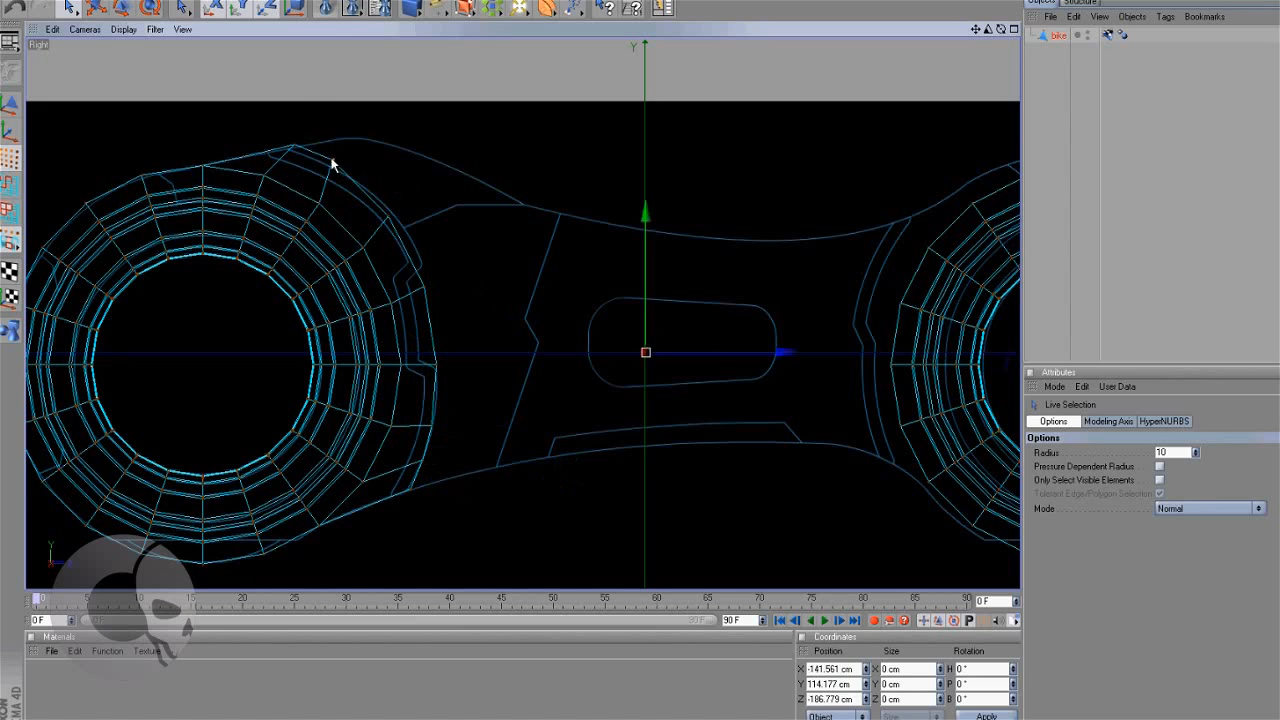 Objects Structure
File Edit View Objects Tags Bookmarks
bike
Edit Cameras Display Filter View
Right
Y
Attributes
Mode Edit User Data
Live Selection
Options Modeling Axis HyperNURBS
Options
Radius 10
Pressure Dependent Radius
Only Select Visible Elements
Tolerant Edge/Polygon Selection
Mode Normal
Y
0 5 10 15 20 25 30 35 40 45 50 55 60 65 70 75 80 85 90 0 F
0 F 0 F 90 F 90 F
Materials
File Edit Function Texture
Coordinates
Position Size Rotation
X -141.561 cm X 0 cm H 0 °
Y 114.177 cm Y 0 cm P 0 °
Z -186.779 cm Z 0 cm B 0 °
Object Size Apply